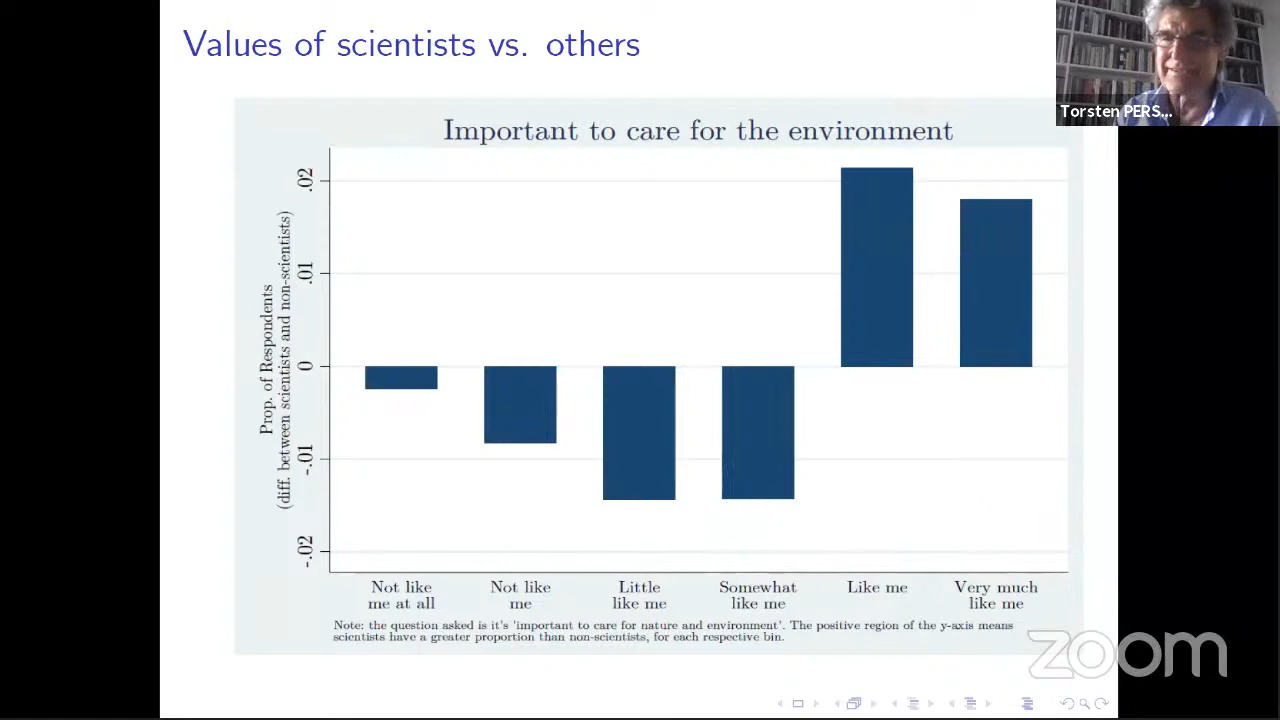 Values of scientists vs. others
Torsten PERS...
Important to care for the environment
Prop. of Respondents
(diff. between scientists and non-scientists)
.02
.01
0
-.01
-.02
Not like
me at all
Not like
me
Little
like me
Somewhat
like me
Like me
Very much
like me
Note: the question asked is it's 'important to care for nature and environment'. The positive region of the y-axis means
scientists have a greater proportion than non-scientists, for each respective bin.
zoom